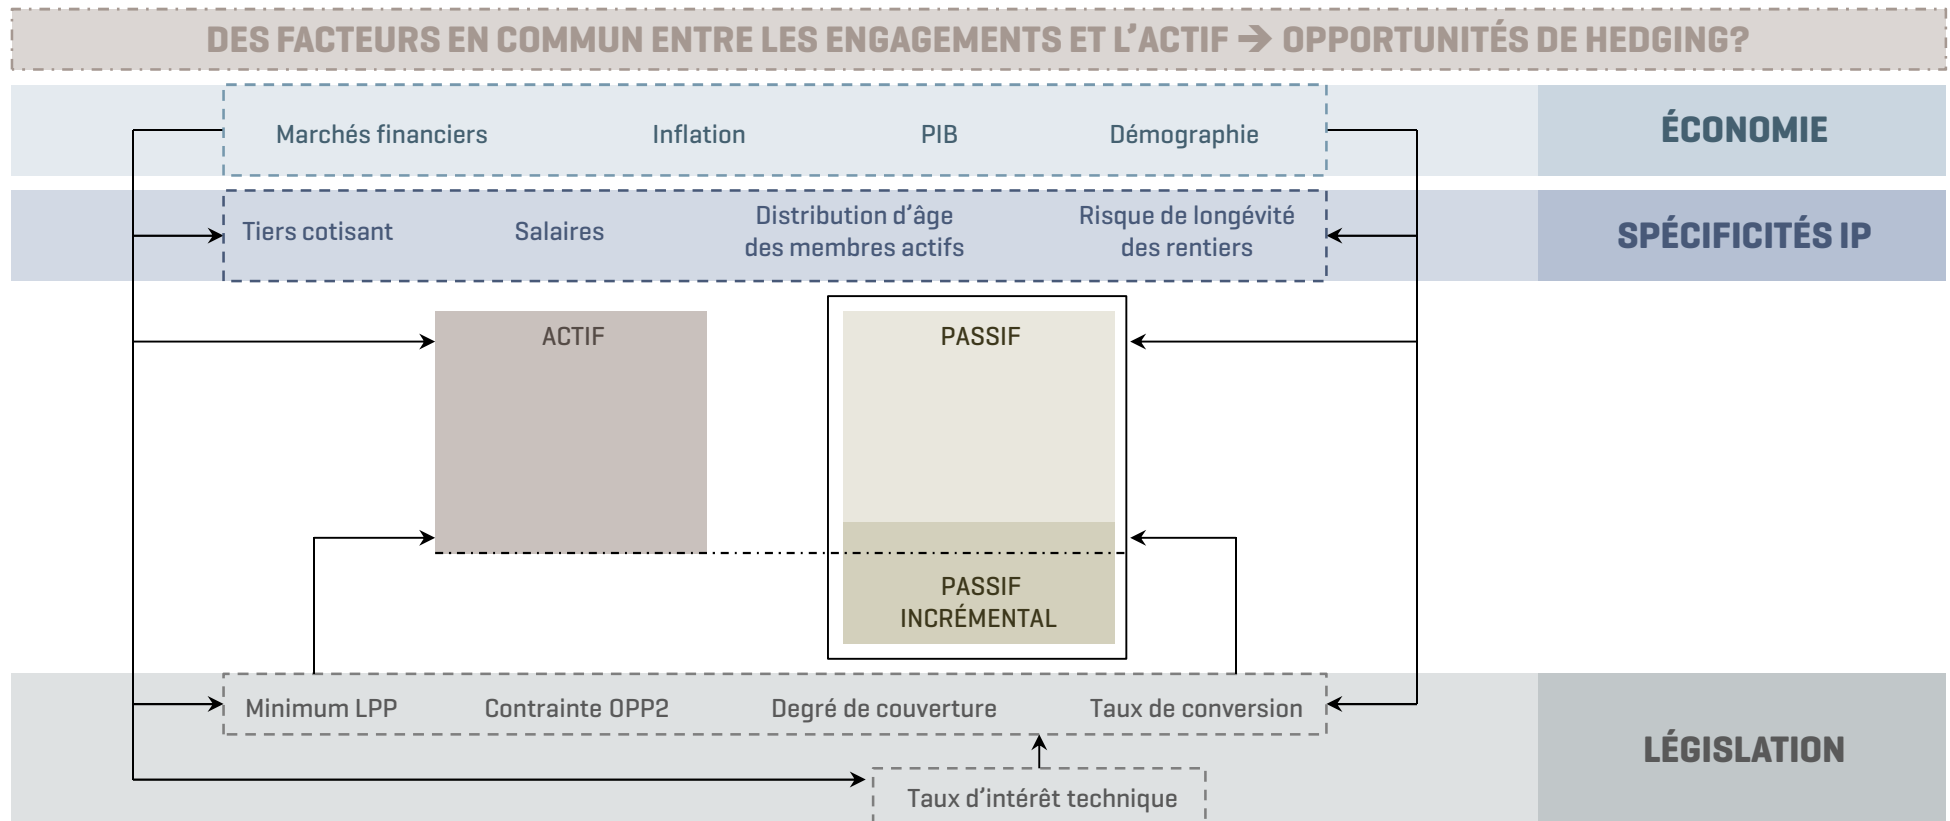 DES FACTEURS EN COMMUN ENTRE LES ENGAGEMENTS ET L'ACTIF → OPPORTUNITÉS DE HEDGING?
Marchés financiers
Inflation
PIB
Démographie
ÉCONOMIE
Tiers cotisant
Salaires
Distribution d'âge
des membres actifs
Risque de longévité
des rentiers
SPÉCIFICITÉS IP
ACTIF
PASSIF
PASSIF
INCRÉMENTAL
Minimum LPP
Contrainte OPP2
Degré de couverture
Taux de conversion
LÉGISLATION
Taux d'intérêt technique